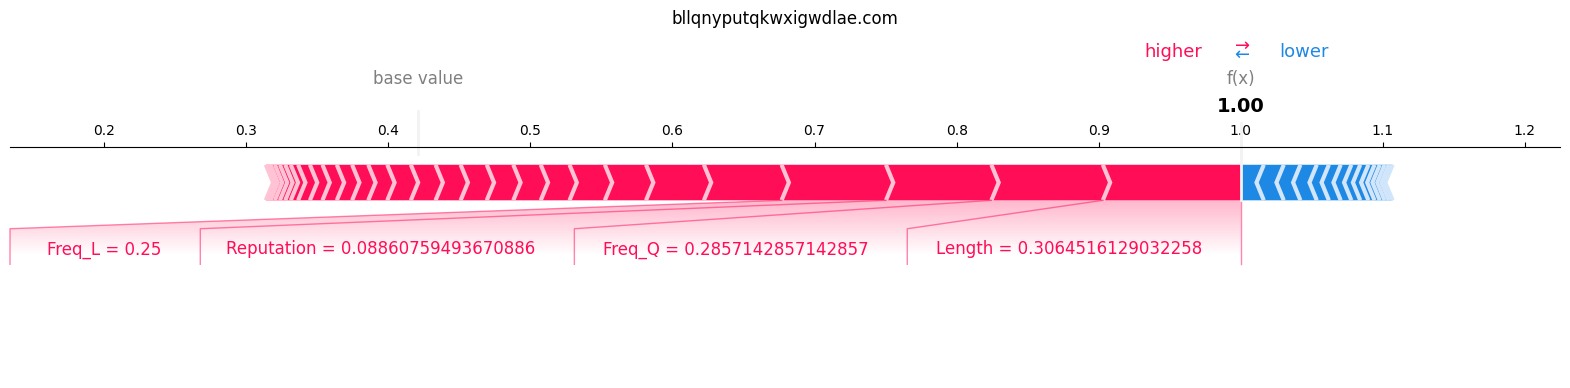 bllqnyputqkwxigwdlae.com
higher ⇄ lower
base value f(x)
1.00
0.2 0.3 0.4 0.5 0.6 0.7 0.8 0.9 1.0 1.1 1.2
Freq_L = 0.25 Reputation = 0.08860759493670886 Freq_Q = 0.2857142857142857 Length = 0.3064516129032258